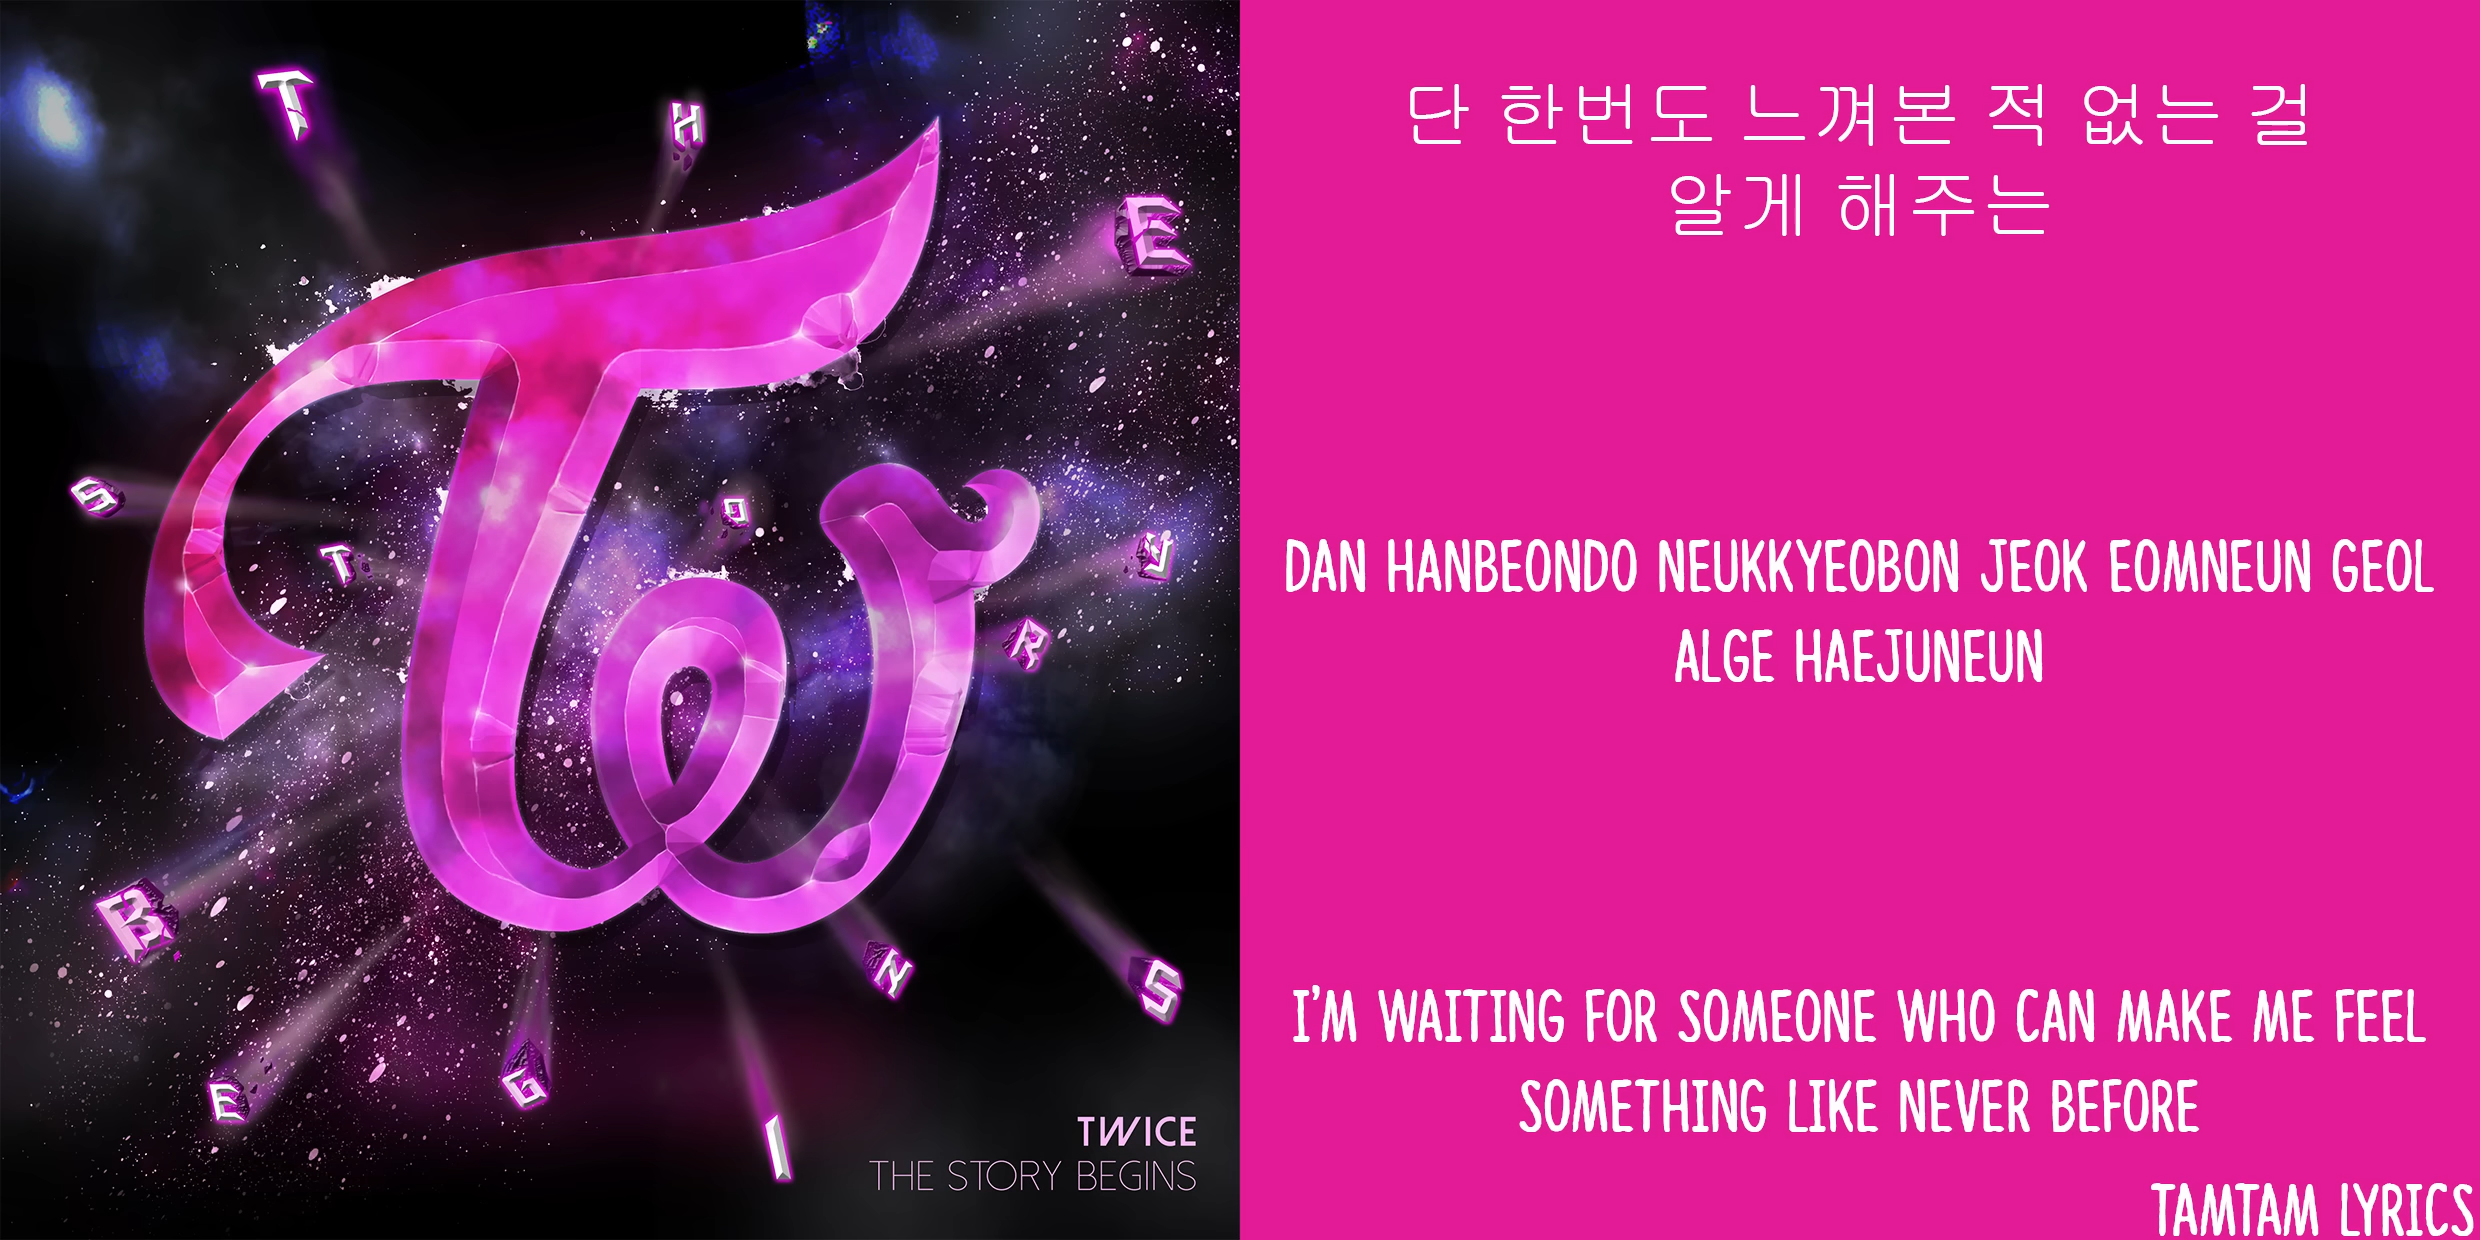 T H E
S T O R Y
B E G I N S
TWICE
THE STORY BEGINS
단 한번도 느껴본 적 없는 걸
알게 해주는
DAN HANBEONDO NEUKKYEOBON JEOK EOMNEUN GEOL
ALGE HAEJUNEUN
I'M WAITING FOR SOMEONE WHO CAN MAKE ME FEEL
SOMETHING LIKE NEVER BEFORE
TAMTAM LYRICS